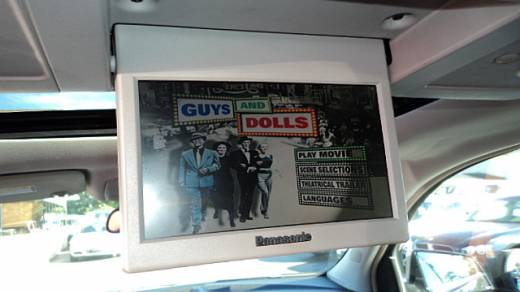 GUYS AND
DOLLS
PLAY MOVIE
SCENE SELECTIONS
THEATRICAL TRAILER
LANGUAGES
Panasonic